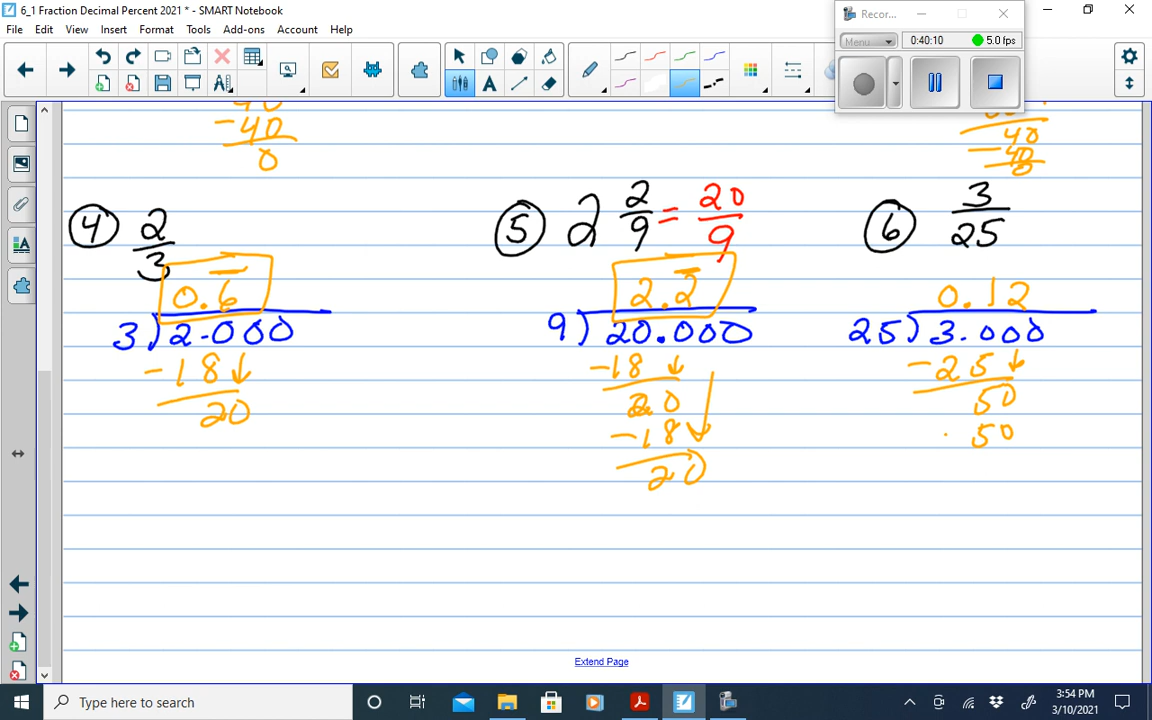 6_1 Fraction Decimal Percent 2021 * - SMART Notebook
File Edit View Insert Format Tools Add-ons Account Help
Recor...
Menu
0:40:10
5.0 fps
40
-40
0
40
-40
0
4 2/3
0.6̅
3)2.000
-18
20
5 2 2/9 = 20/9
2.2̅
9)20.000
-18
20
-18
20
6 3/25
0.12
25)3.000
-25
50
50
Extend Page
Type here to search
3:54 PM
3/10/2021